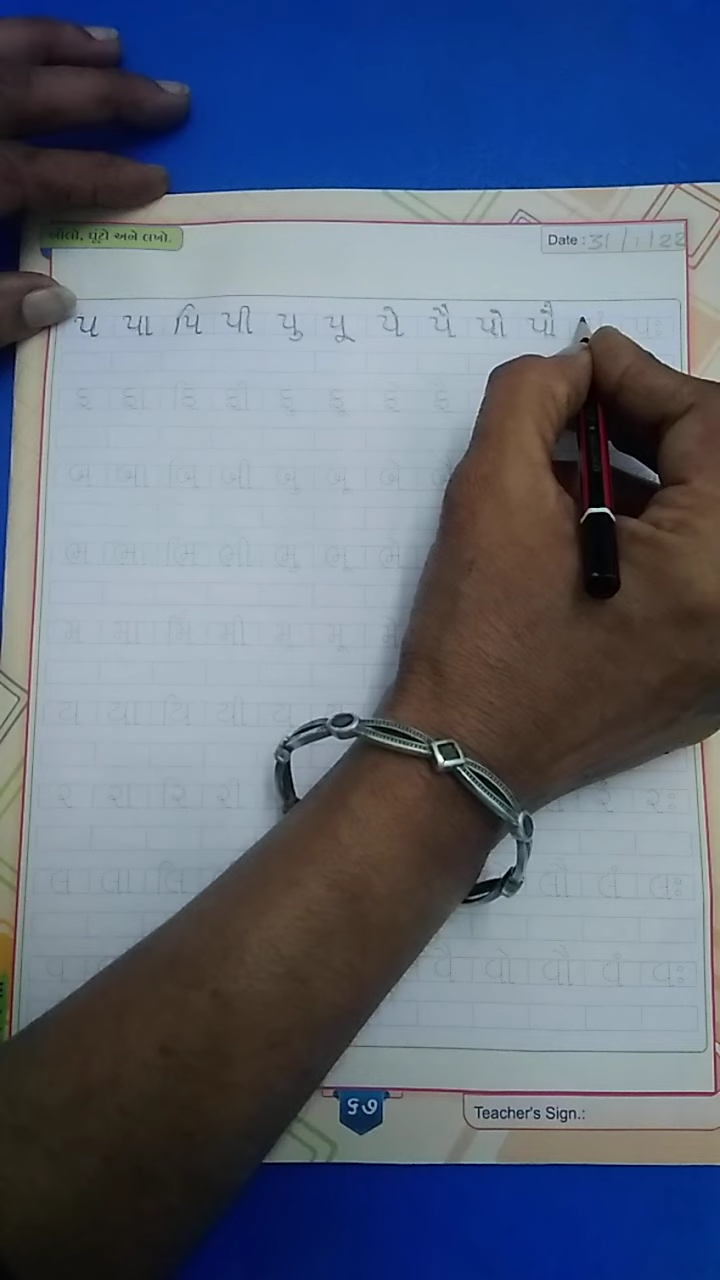 બોલો, ઘૂંટો અને લખો.
Date : 31/1/22
પ પા પિ પી પુ પૂ પે પૈ પો પૌ પઃ
ફ ફા ફિ ફી ફુ ફૂ ફે ફૈ
બ બા બિ બી બુ બૂ બે
ભ ભા ભિ ભી ભુ ભૂ ભે
મ મા મિ મી મુ મૂ મે
ય યા યિ યી યુ
ર રા રિ રી રં રઃ
લ લા લિ લૌ લં લઃ
વ વૈ વો વૌ વં વઃ
૬૭
Teacher's Sign.: